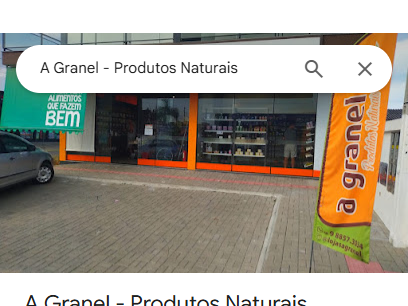 A Granel - Produtos Naturais
ALIMENTOS
QUE FAZEM
BEM
a granel
Produtos Naturais
A Granel - Produtos Naturais